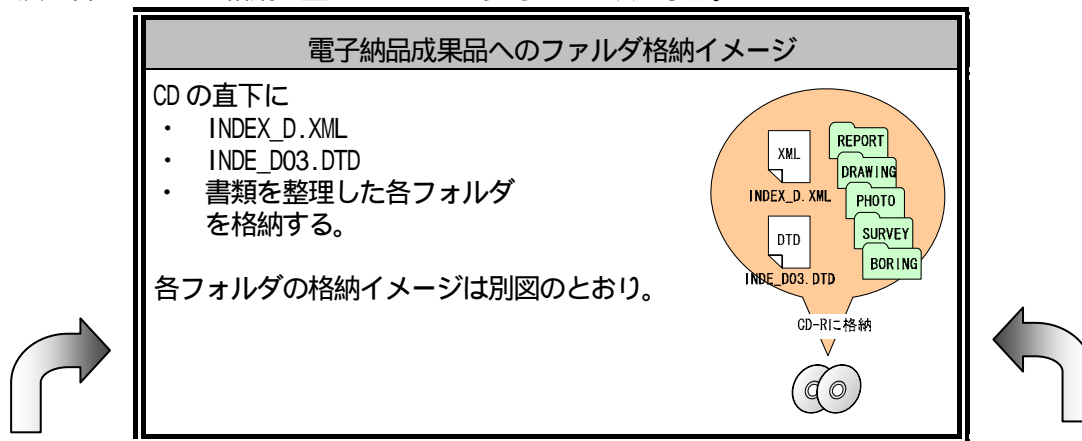 電子納品成果品へのファルダ格納イメージ
CD の直下に
・ INDEX_D.XML
・ INDE_D03.DTD
・ 書類を整理した各フォルダ
を格納する。
各フォルダの格納イメージは別図のとおり。
XML
INDEX_D.XML
DTD
INDE_D03.DTD
REPORT
DRAWING
PHOTO
SURVEY
BORING
CD-Rに格納